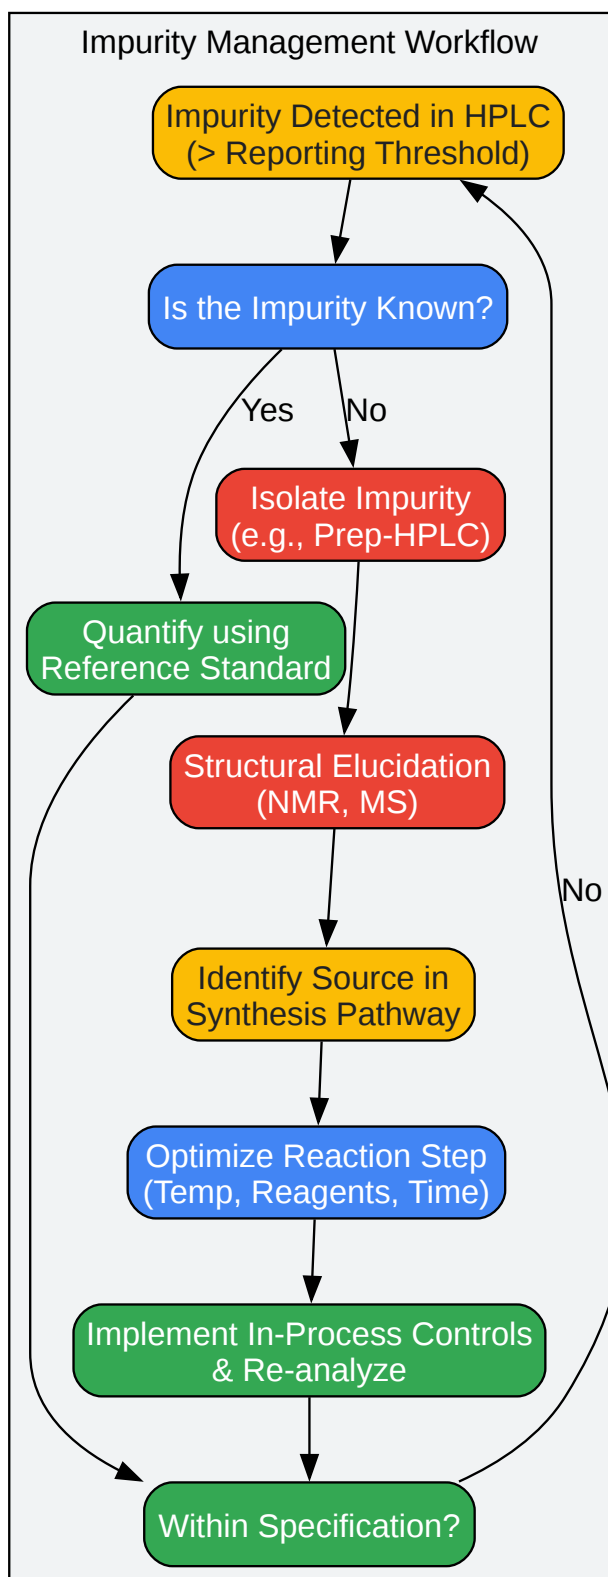 Impurity Management Workflow
Impurity Detected in HPLC
(> Reporting Threshold)
Is the Impurity Known?
Yes
No
Isolate Impurity
(e.g., Prep-HPLC)
Quantify using
Reference Standard
Structural Elucidation
(NMR, MS)
No
Identify Source in
Synthesis Pathway
Optimize Reaction Step
(Temp, Reagents, Time)
Implement In-Process Controls
& Re-analyze
Within Specification?